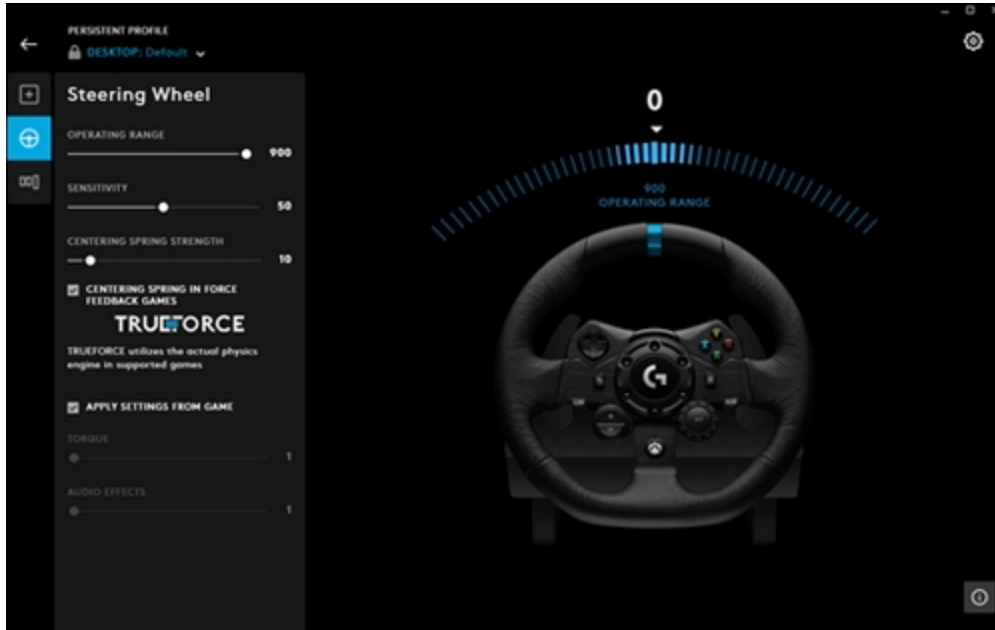 PERSISTENT PROFILE
DESKTOP: Default
Steering Wheel
OPERATING RANGE
900
SENSITIVITY
50
CENTERING SPRING STRENGTH
10
CENTERING SPRING IN FORCE
FEEDBACK GAMES
TRUEFORCE
TRUEFORCE utilizes the actual physics
engine in supported games
APPLY SETTINGS FROM GAME
TORQUE
1
AUDIO EFFECTS
1
0
900
OPERATING RANGE
G